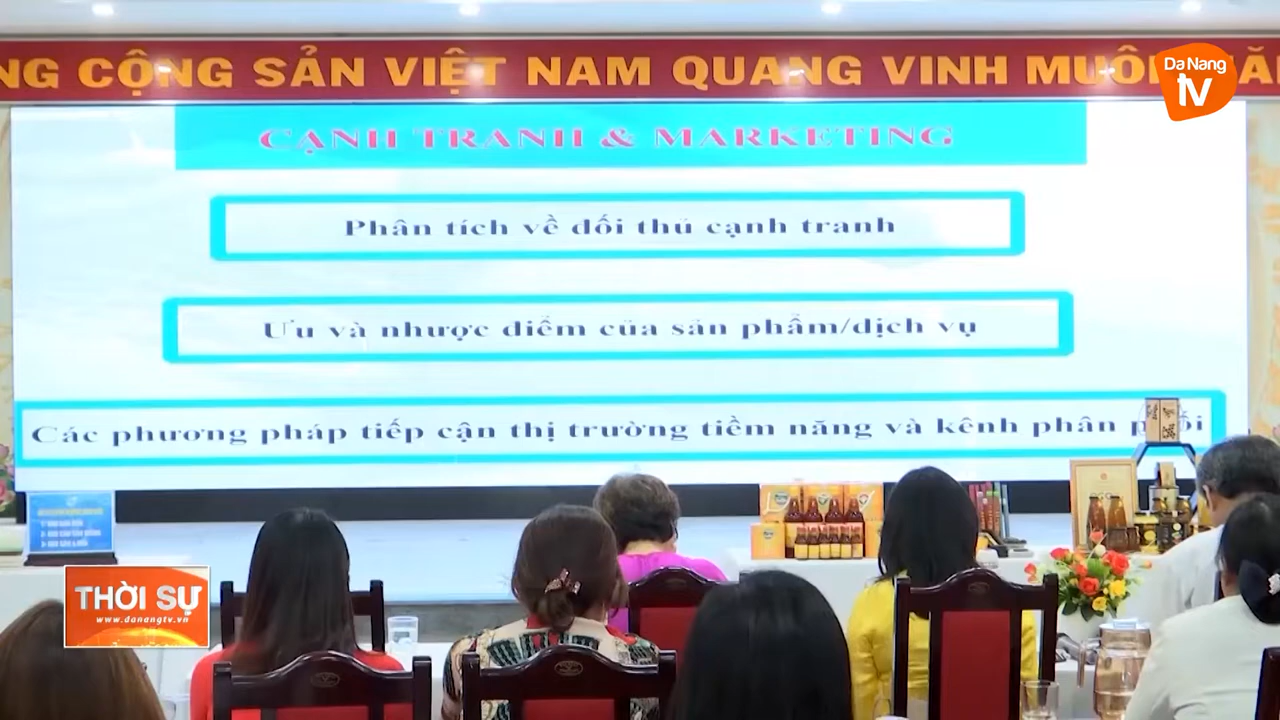 NG CỘNG SẢN VIỆT NAM QUANG VINH MUÔN
Da Nang
tv
CẠNH TRANH & MARKETING
Phân tích về đối thủ cạnh tranh
Ưu và nhược điểm của sản phẩm/dịch vụ
Các phương pháp tiếp cận thị trường tiềm năng và kênh phân phối
THỜI SỰ
www.danangtv.vn